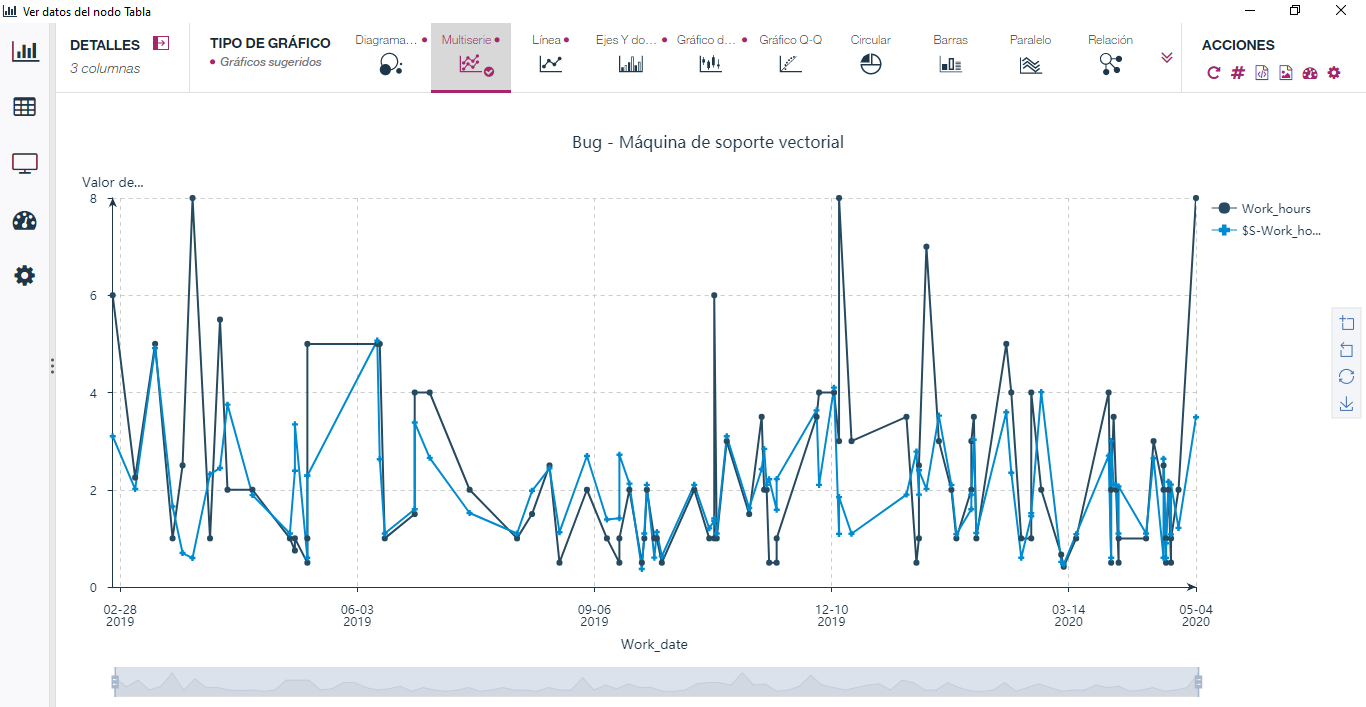 Ver datos del nodo Tabla
DETALLES
3 columnas
TIPO DE GRÁFICO
Gráficos sugeridos
Diagrama...
Multiserie
Línea
Ejes Y do...
Gráfico d...
Gráfico Q-Q
Circular
Barras
Paralelo
Relación
ACCIONES
Bug - Máquina de soporte vectorial
Valor de...
8
6
4
2
0
Work_hours
$S-Work_ho...
02-28
2019
06-03
2019
09-06
2019
12-10
2019
03-14
2020
05-04
2020
Work_date